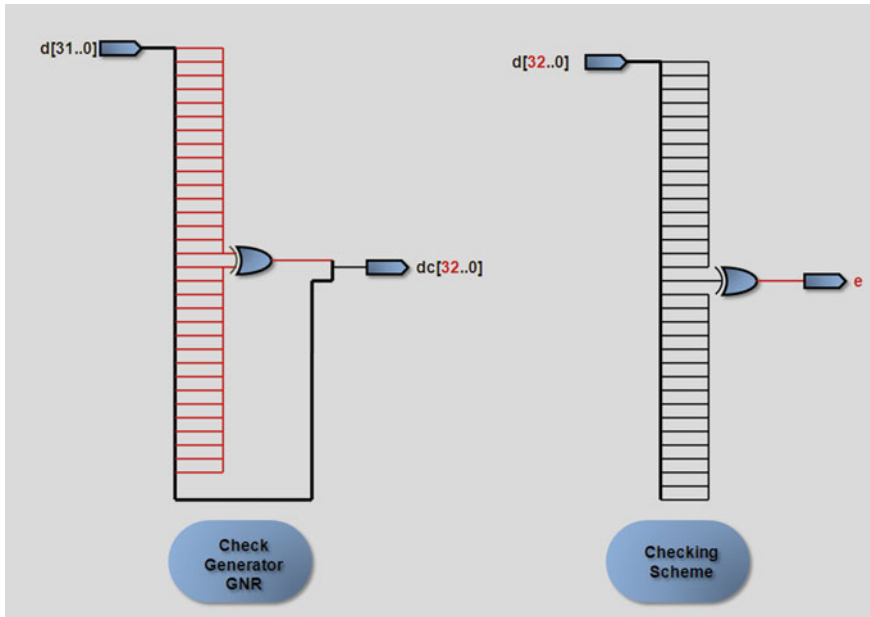 d[31..0]
d[32..0]
dc[32..0]
e
Check
Generator
GNR
Checking
Scheme